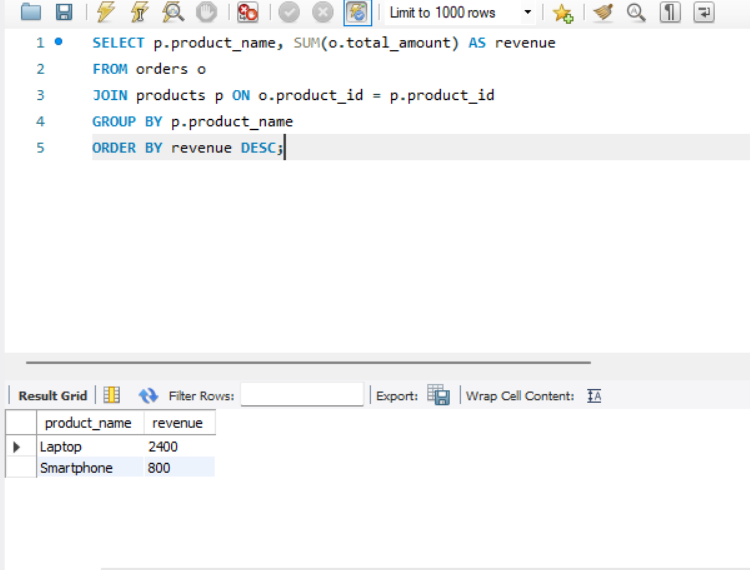 Limit to 1000 rows
1 SELECT p.product_name, SUM(o.total_amount) AS revenue
2 FROM orders o
3 JOIN products p ON o.product_id = p.product_id
4 GROUP BY p.product_name
5 ORDER BY revenue DESC;
Result Grid Filter Rows: Export: Wrap Cell Content: IA
product_name revenue
Laptop 2400
Smartphone 800